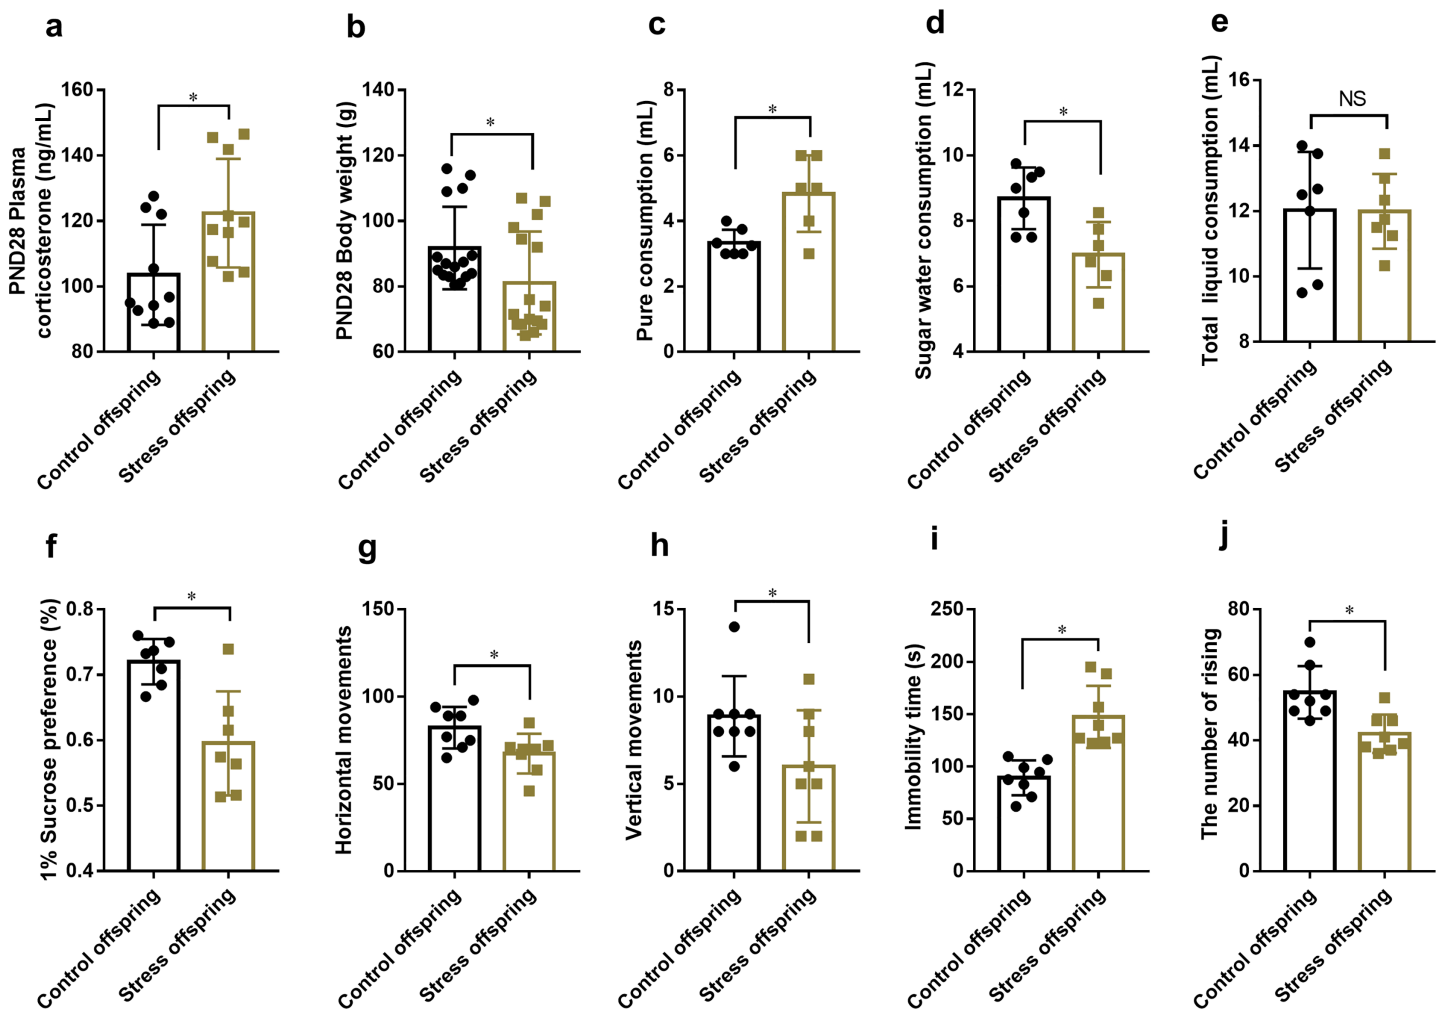 a
PND28 Plasma
corticosterone (ng/mL)
160
140
120
100
80
*
Control offspring
Stress offspring
b
PND28 Body weight (g)
140
120
100
80
60
*
Control offspring
Stress offspring
c
Pure consumption (mL)
8
6
4
2
0
*
Control offspring
Stress offspring
d
Sugar water consumption (mL)
12
10
8
6
4
*
Control offspring
Stress offspring
e
Total liquid consumption (mL)
16
14
12
10
8
NS
Control offspring
Stress offspring
f
1% Sucrose preference (%)
0.8
0.7
0.6
0.5
0.4
*
Control offspring
Stress offspring
g
Horizontal movements
150
100
50
0
*
Control offspring
Stress offspring
h
Vertical movements
15
10
5
0
*
Control offspring
Stress offspring
i
Immobility time (s)
250
200
150
100
50
0
*
Control offspring
Stress offspring
j
The number of rising
80
60
40
20
0
*
Control offspring
Stress offspring